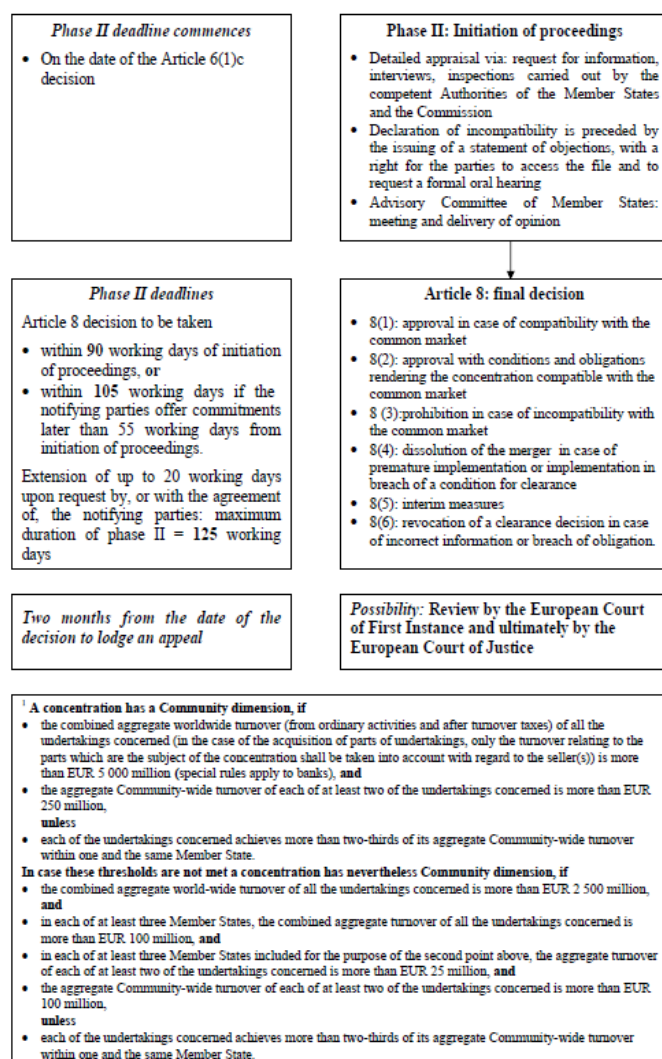 Phase II deadline commences
• On the date of the Article 6(1)c
decision
Phase II: Initiation of proceedings
• Detailed appraisal via: request for information,
interviews, inspections carried out by the
competent Authorities of the Member States
and the Commission
• Declaration of incompatibility is preceded by
the issuing of a statement of objections, with a
right for the parties to access the file and to
request a formal oral hearing
• Advisory Committee of Member States:
meeting and delivery of opinion
Phase II deadlines
Article 8 decision to be taken
• within 90 working days of initiation
of proceedings, or
• within 105 working days if the
notifying parties offer commitments
later than 55 working days from
initiation of proceedings.
Extension of up to 20 working days
upon request by, or with the agreement
of, the notifying parties: maximum
duration of phase II = 125 working
days
Article 8: final decision
• 8(1): approval in case of compatibility with the
common market
• 8(2): approval with conditions and obligations
rendering the concentration compatible with the
common market
• 8 (3):prohibition in case of incompatibility with
the common market
• 8(4): dissolution of the merger in case of
premature implementation or implementation in
breach of a condition for clearance
• 8(5): interim measures
• 8(6): revocation of a clearance decision in case
of incorrect information or breach of obligation.
Two months from the date of the
decision to lodge an appeal
Possibility: Review by the European Court
of First Instance and ultimately by the
European Court of Justice
1 A concentration has a Community dimension, if
• the combined aggregate worldwide turnover (from ordinary activities and after turnover taxes) of all the
undertakings concerned (in the case of the acquisition of parts of undertakings, only the turnover relating to the
parts which are the subject of the concentration shall be taken into account with regard to the seller(s)) is more
than EUR 5 000 million (special rules apply to banks), and
• the aggregate Community-wide turnover of each of at least two of the undertakings concerned is more than EUR
250 million,
unless
• each of the undertakings concerned achieves more than two-thirds of its aggregate Community-wide turnover
within one and the same Member State.
In case these thresholds are not met a concentration has nevertheless Community dimension, if
• the combined aggregate world-wide turnover of all the undertakings concerned is more than EUR 2 500 million,
and
• in each of at least three Member States, the combined aggregate turnover of all the undertakings concerned is
more than EUR 100 million, and
• in each of at least three Member States included for the purpose of the second point above, the aggregate turnover
of each of at least two of the undertakings concerned is more than EUR 25 million, and
• the aggregate Community-wide turnover of each of at least two of the undertakings concerned is more than EUR
100 million,
unless
• each of the undertakings concerned achieves more than two-thirds of its aggregate Community-wide turnover
within one and the same Member State.